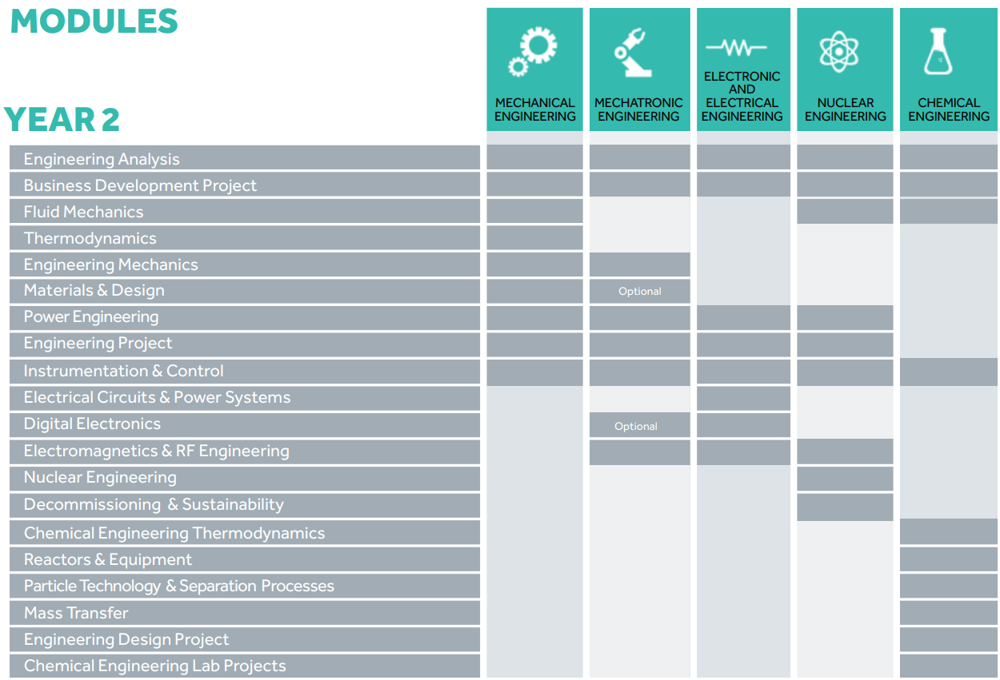 MODULES
YEAR 2
MECHANICAL
ENGINEERING
MECHATRONIC
ENGINEERING
ELECTRONIC
AND
ELECTRICAL
ENGINEERING
NUCLEAR
ENGINEERING
CHEMICAL
ENGINEERING
Engineering Analysis
Business Development Project
Fluid Mechanics
Thermodynamics
Engineering Mechanics
Materials & Design
Optional
Power Engineering
Engineering Project
Instrumentation & Control
Electrical Circuits & Power Systems
Digital Electronics
Optional
Electromagnetics & RF Engineering
Nuclear Engineering
Decommissioning & Sustainability
Chemical Engineering Thermodynamics
Reactors & Equipment
Particle Technology & Separation Processes
Mass Transfer
Engineering Design Project
Chemical Engineering Lab Projects